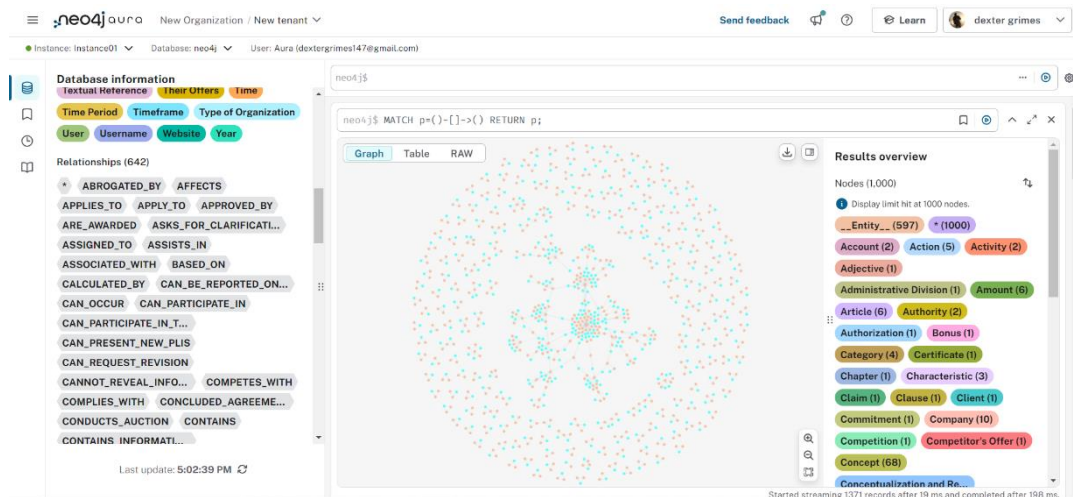 neo4j aura New Organization / New tenant Send feedback Learn dexter grimes
Instance: Instance01 Database: neo4j User: Aura (dextergrimes147@gmail.com)
Database information
Textual Reference Their Offers Time
Time Period Timeframe Type of Organization
User Username Website Year
Relationships (642)
* ABROGATED_BY AFFECTS
APPLIES_TO APPLY_TO APPROVED_BY
ARE_AWARDED ASKS_FOR_CLARIFICATI...
ASSIGNED_TO ASSISTS_IN
ASSOCIATED_WITH BASED_ON
CALCULATED_BY CAN_BE_REPORTED_ON...
CAN_OCCUR CAN_PARTICIPATE_IN
CAN_PARTICIPATE_IN_T...
CAN_PRESENT_NEW_PLIS
CAN_REQUEST_REVISION
CANNOT_REVEAL_INFO... COMPETES_WITH
COMPLIES_WITH CONCLUDED_AGREEME...
CONDUCTS_AUCTION CONTAINS
CONTAINS_INFORMATI...
Last update: 5:02:39 PM
neo4j$
neo4j$ MATCH p=()-[]->() RETURN p;
Graph Table RAW
Results overview
Nodes (1,000)
Display limit hit at 1000 nodes.
__Entity__ (597) * (1000)
Account (2) Action (5) Activity (2)
Adjective (1)
Administrative Division (1) Amount (6)
Article (6) Authority (2)
Authorization (1) Bonus (1)
Category (4) Certificate (1)
Chapter (1) Characteristic (3)
Claim (1) Clause (1) Client (1)
Commitment (1) Company (10)
Competition (1) Competitor's Offer (1)
Concept (68)
Conceptualization and Re...
Started streaming 1371 records after 19 ms and completed after 198 ms.